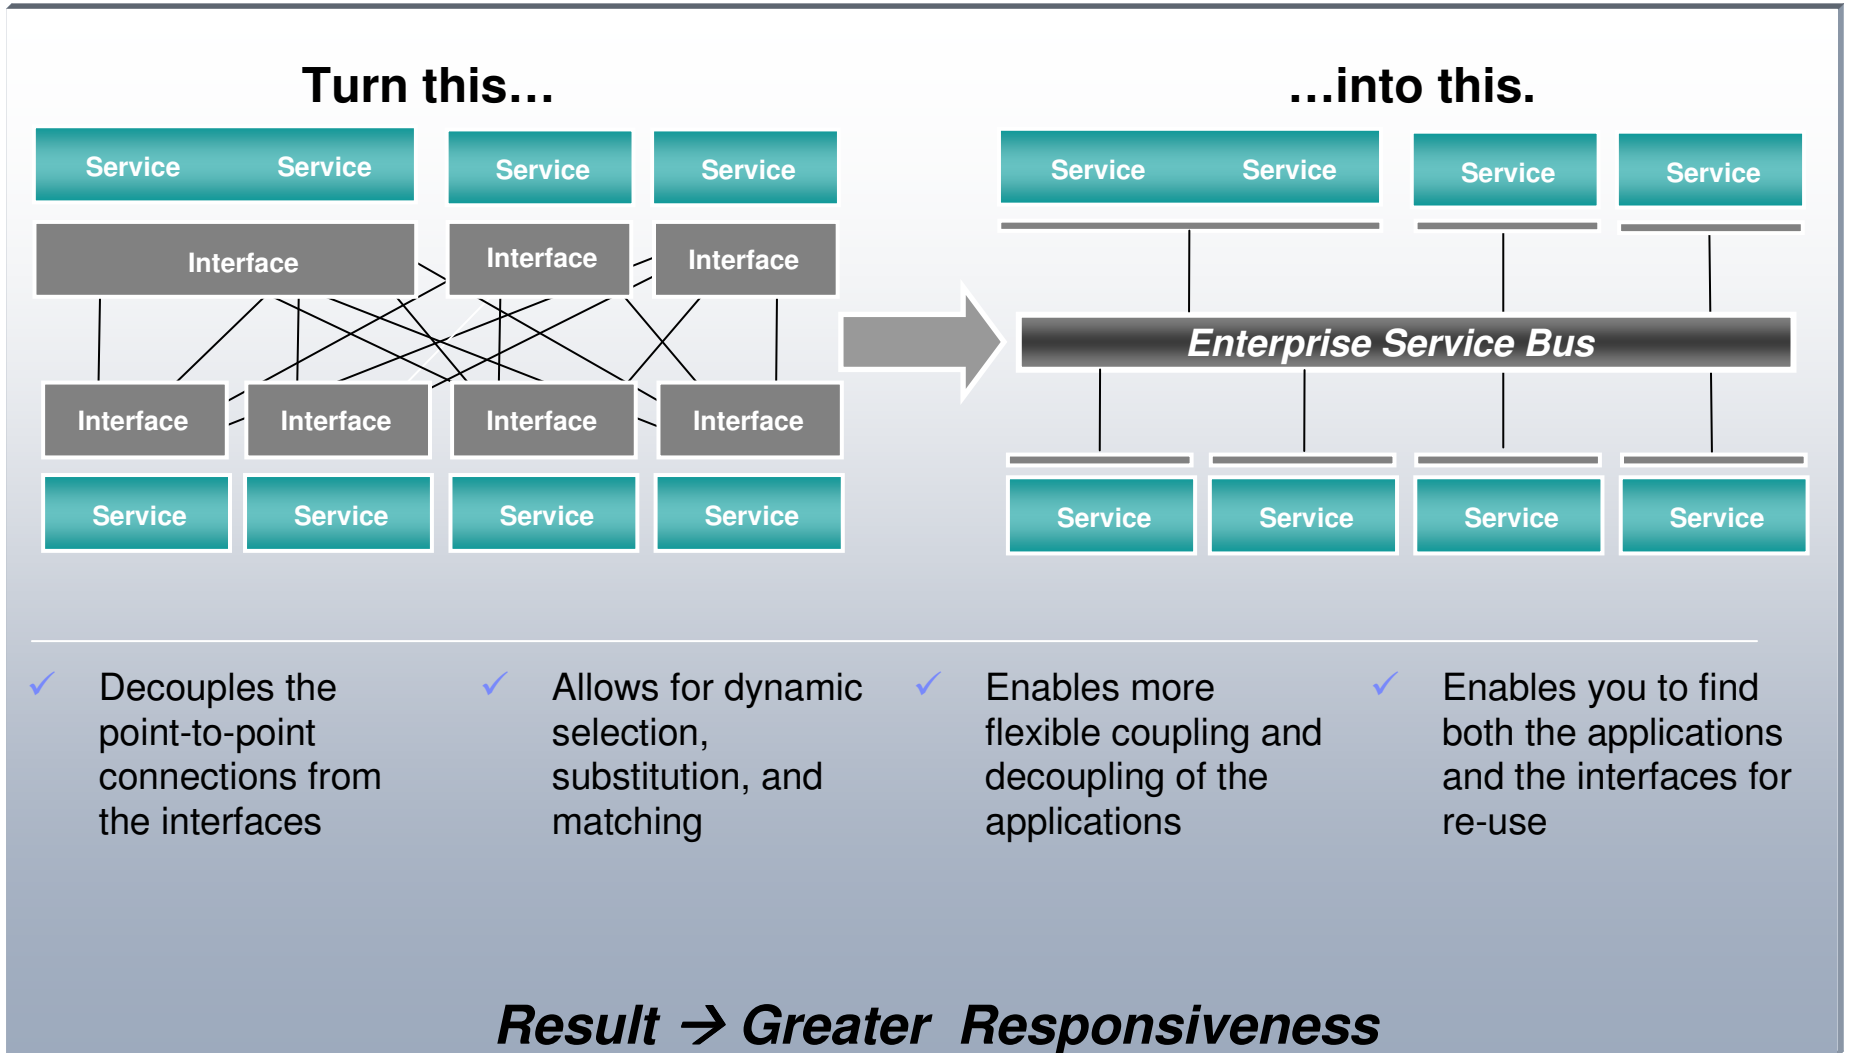 Turn this…
…into this.
Service Service Service Service
Interface Interface Interface
Interface Interface Interface Interface
Service Service Service Service
Service Service Service Service
Enterprise Service Bus
Service Service Service Service
✓ Decouples the
point-to-point
connections from
the interfaces
✓ Allows for dynamic
selection,
substitution, and
matching
✓ Enables more
flexible coupling and
decoupling of the
applications
✓ Enables you to find
both the applications
and the interfaces for
re-use
Result → Greater Responsiveness